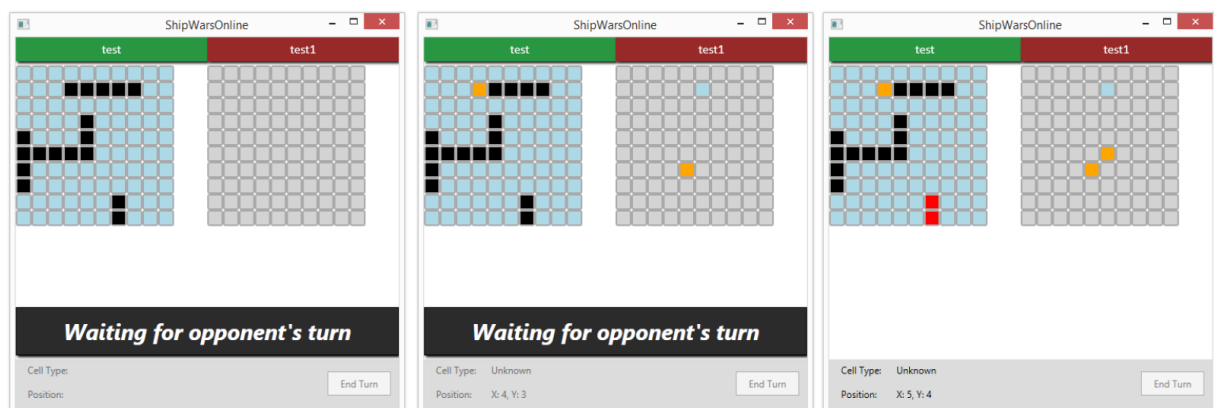 ShipWarsOnline
test test1
Waiting for opponent's turn
Cell Type:
Position:
End Turn
ShipWarsOnline
test test1
Waiting for opponent's turn
Cell Type: Unknown
Position: X: 4, Y: 3
End Turn
ShipWarsOnline
test test1
Cell Type: Unknown
Position: X: 5, Y: 4
End Turn